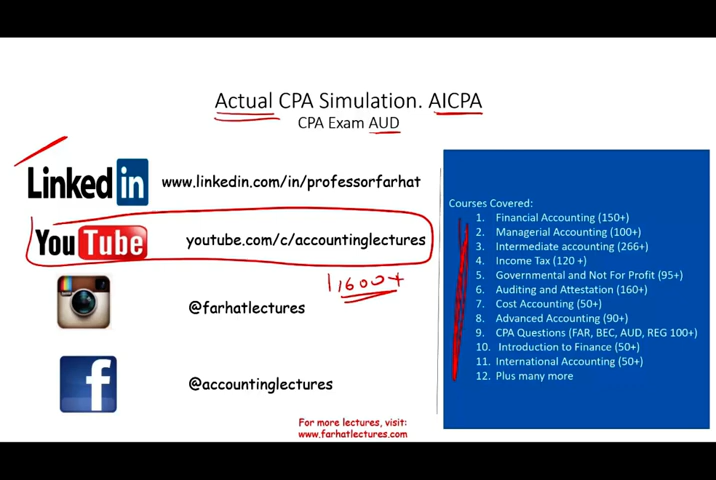 Actual CPA Simulation. AICPA
CPA Exam AUD
Linked in
www.linkedin.com/in/professorfarhat
YouTube
youtube.com/c/accountinglectures
1600+
@farhatlectures
f
@accountinglectures
For more lectures, visit:
www.farhatlectures.com
Courses Covered:
1. Financial Accounting (150+)
2. Managerial Accounting (100+)
3. Intermediate accounting (266+)
4. Income Tax (120 +)
5. Governmental and Not For Profit (95+)
6. Auditing and Attestation (160+)
7. Cost Accounting (50+)
8. Advanced Accounting (90+)
9. CPA Questions (FAR, BEC, AUD, REG 100+)
10. Introduction to Finance (50+)
11. International Accounting (50+)
12. Plus many more